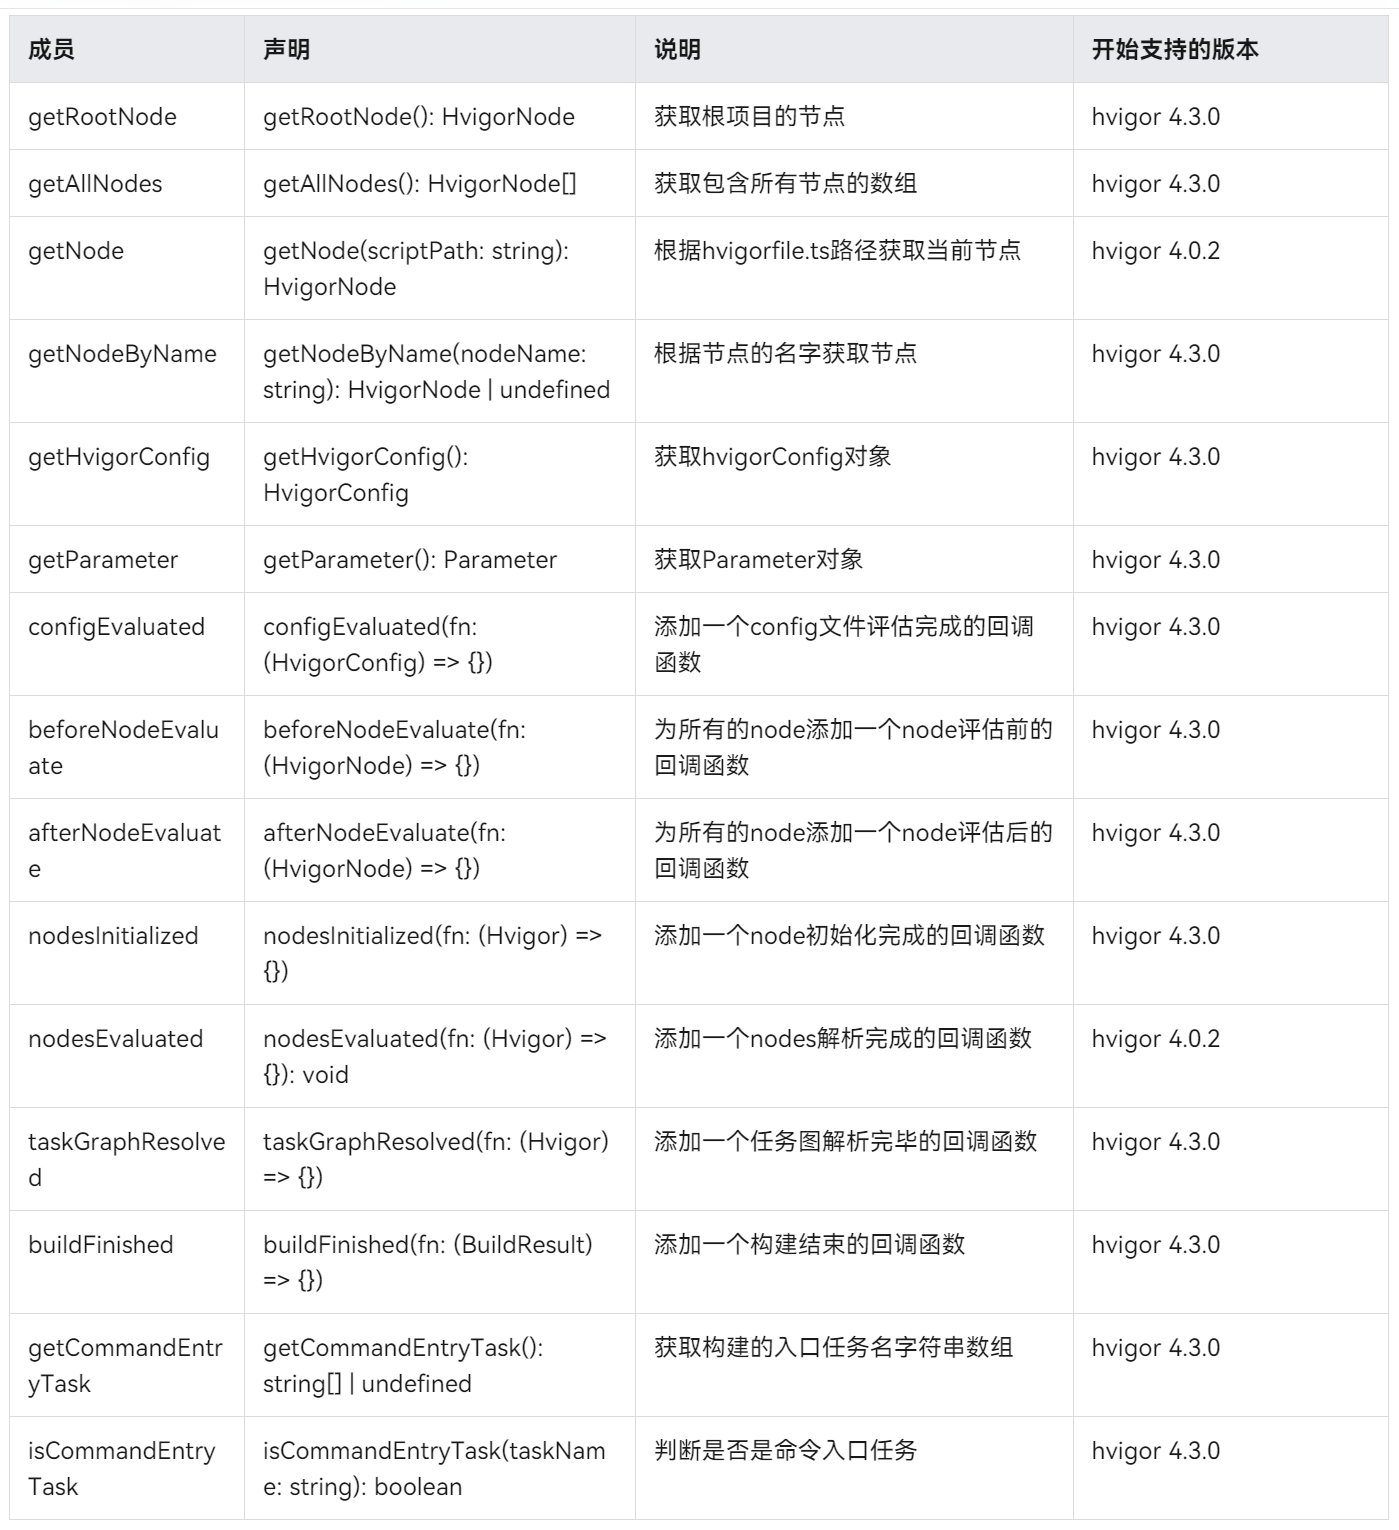 成员 声明 说明 开始支持的版本
getRootNode getRootNode(): HvigorNode 获取根项目的节点 hvigor 4.3.0
getAllNodes getAllNodes(): HvigorNode[] 获取包含所有节点的数组 hvigor 4.3.0
getNode getNode(scriptPath: string): 根据hvigorfile.ts路径获取当前节点 hvigor 4.0.2
HvigorNode
getNodeByName getNodeByName(nodeName: 根据节点的名字获取节点 hvigor 4.3.0
string): HvigorNode | undefined
getHvigorConfig getHvigorConfig(): 获取hvigorConfig对象 hvigor 4.3.0
HvigorConfig
getParameter getParameter(): Parameter 获取Parameter对象 hvigor 4.3.0
configEvaluated configEvaluated(fn: 添加一个config文件评估完成的回调 hvigor 4.3.0
(HvigorConfig) => {}) 函数
beforeNodeEvalu beforeNodeEvaluate(fn: 为所有的node添加一个node评估前的 hvigor 4.3.0
ate (HvigorNode) => {}) 回调函数
afterNodeEvaluat afterNodeEvaluate(fn: 为所有的node添加一个node评估后的 hvigor 4.3.0
e (HvigorNode) => {}) 回调函数
nodesInitialized nodesInitialized(fn: (Hvigor) => 添加一个node初始化完成的回调函数 hvigor 4.3.0
{})
nodesEvaluated nodesEvaluated(fn: (Hvigor) => 添加一个nodes解析完成的回调函数 hvigor 4.0.2
{}): void
taskGraphResolve taskGraphResolved(fn: (Hvigor) 添加一个任务图解析完毕的回调函数 hvigor 4.3.0
d => {})
buildFinished buildFinished(fn: (BuildResult) 添加一个构建结束的回调函数 hvigor 4.3.0
=> {})
getCommandEntr getCommandEntryTask(): 获取构建的入口任务名字符串数组 hvigor 4.3.0
yTask string[] | undefined
isCommandEntry isCommandEntryTask(taskNam 判断是否是命令入口任务 hvigor 4.3.0
Task e: string): boolean